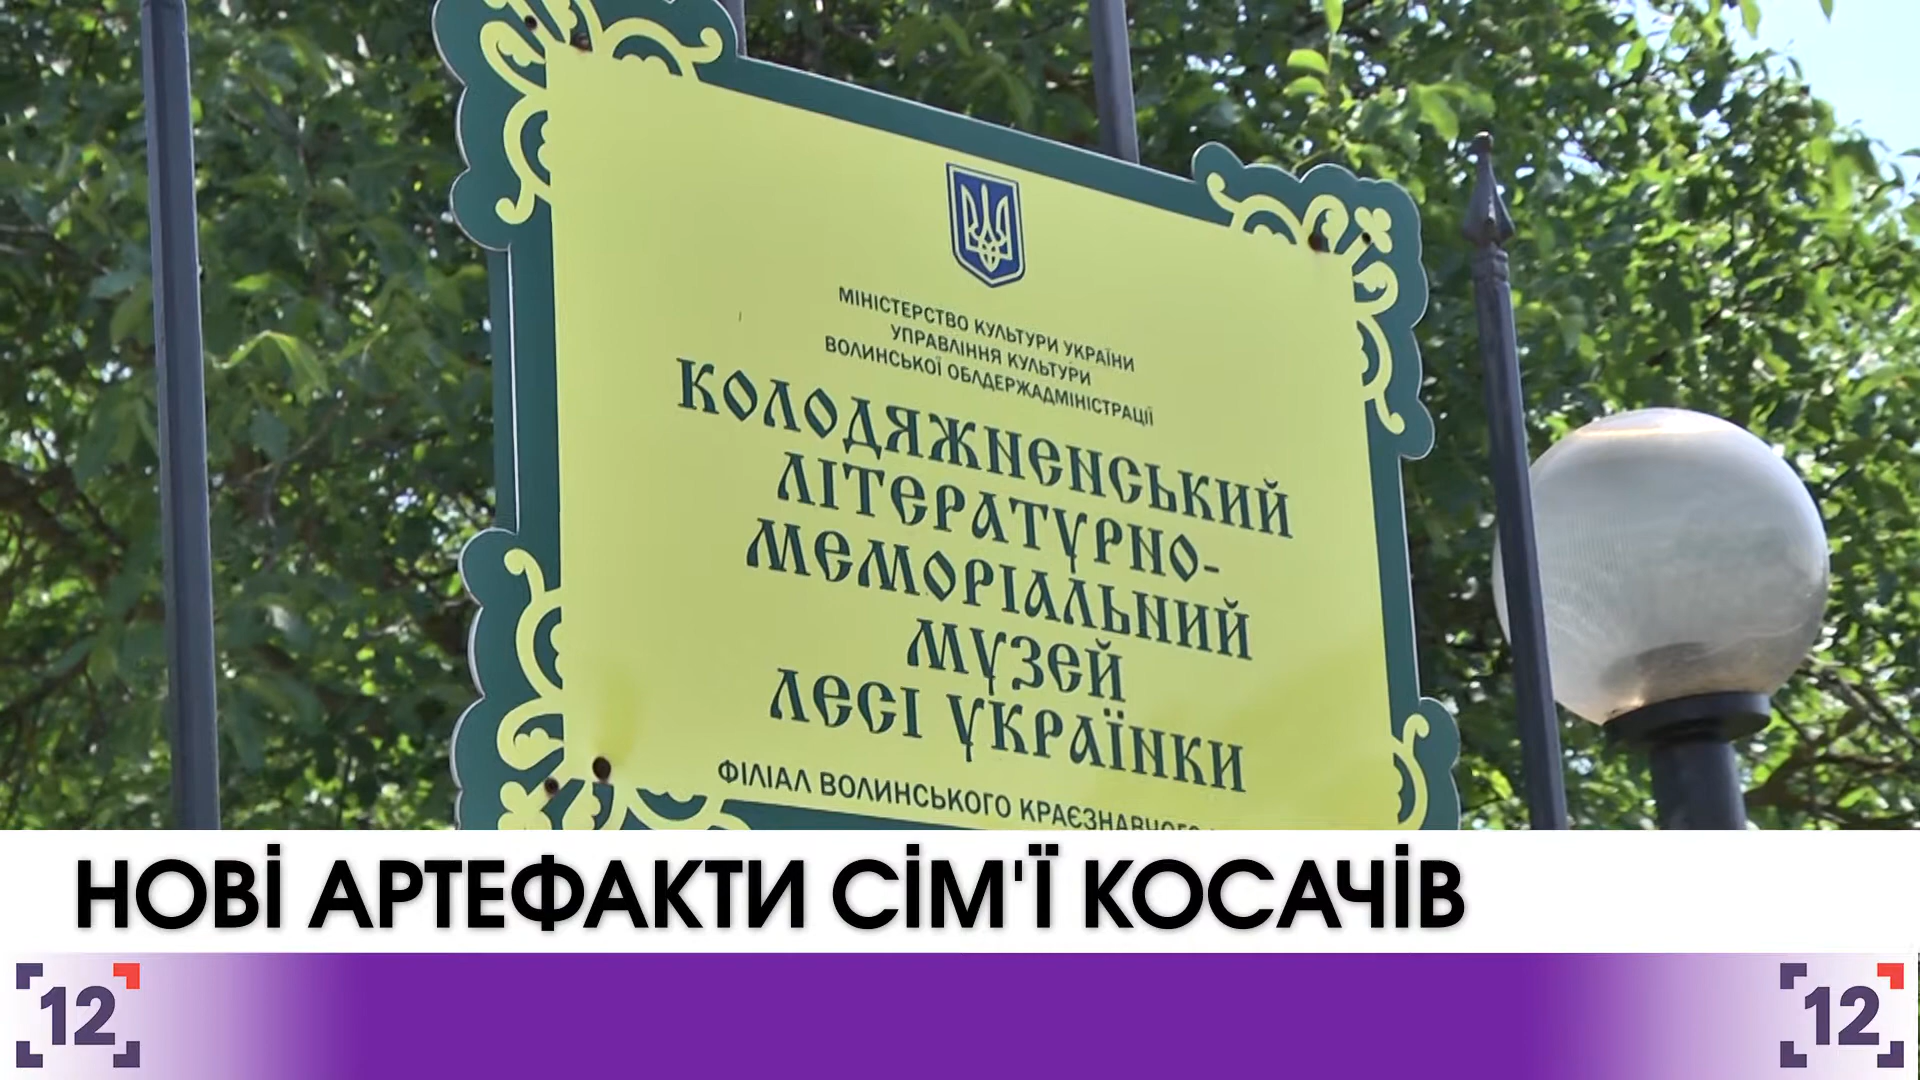 МІНІСТЕРСТВО КУЛЬТУРИ УКРАЇНИ
УПРАВЛІННЯ КУЛЬТУРИ
ВОЛИНСЬКОЇ ОБЛДЕРЖАДМІНІСТРАЦІЇ
КОЛОДЯЖНЕНСЬКИЙ
ЛІТЕРАТУРНО-
МЕМОРІАЛЬНИЙ
МУЗЕЙ
ЛЕСІ УКРАЇНКИ
ФІЛІАЛ ВОЛИНСЬКОГО КРАЄЗНАВЧОГО
НОВІ АРТЕФАКТИ СІМ'Ї КОСАЧІВ
12
12